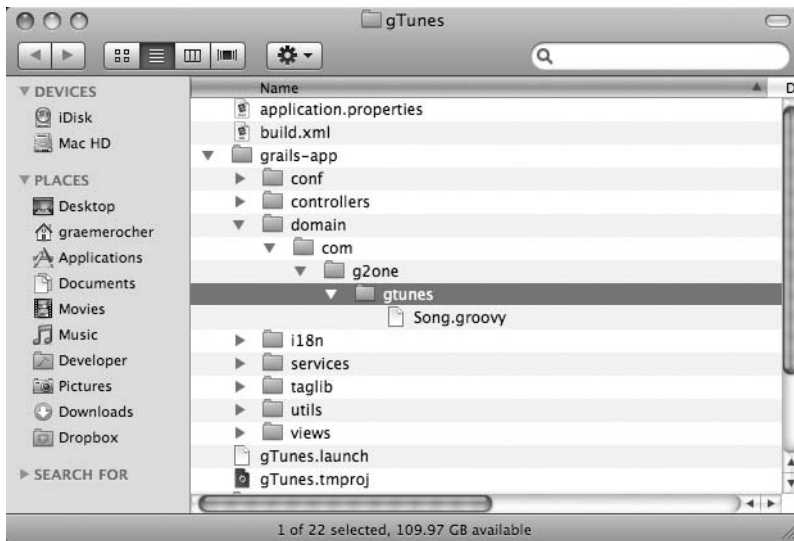 gTunes
Name
D
DEVICES
iDisk
Mac HD
PLACES
Desktop
graemerocher
Applications
Documents
Movies
Music
Developer
Pictures
Downloads
Dropbox
SEARCH FOR
application.properties
build.xml
grails-app
conf
controllers
domain
com
g2one
gtunes
Song.groovy
i18n
services
taglib
utils
views
gTunes.launch
gTunes.tmproj
1 of 22 selected, 109.97 GB available